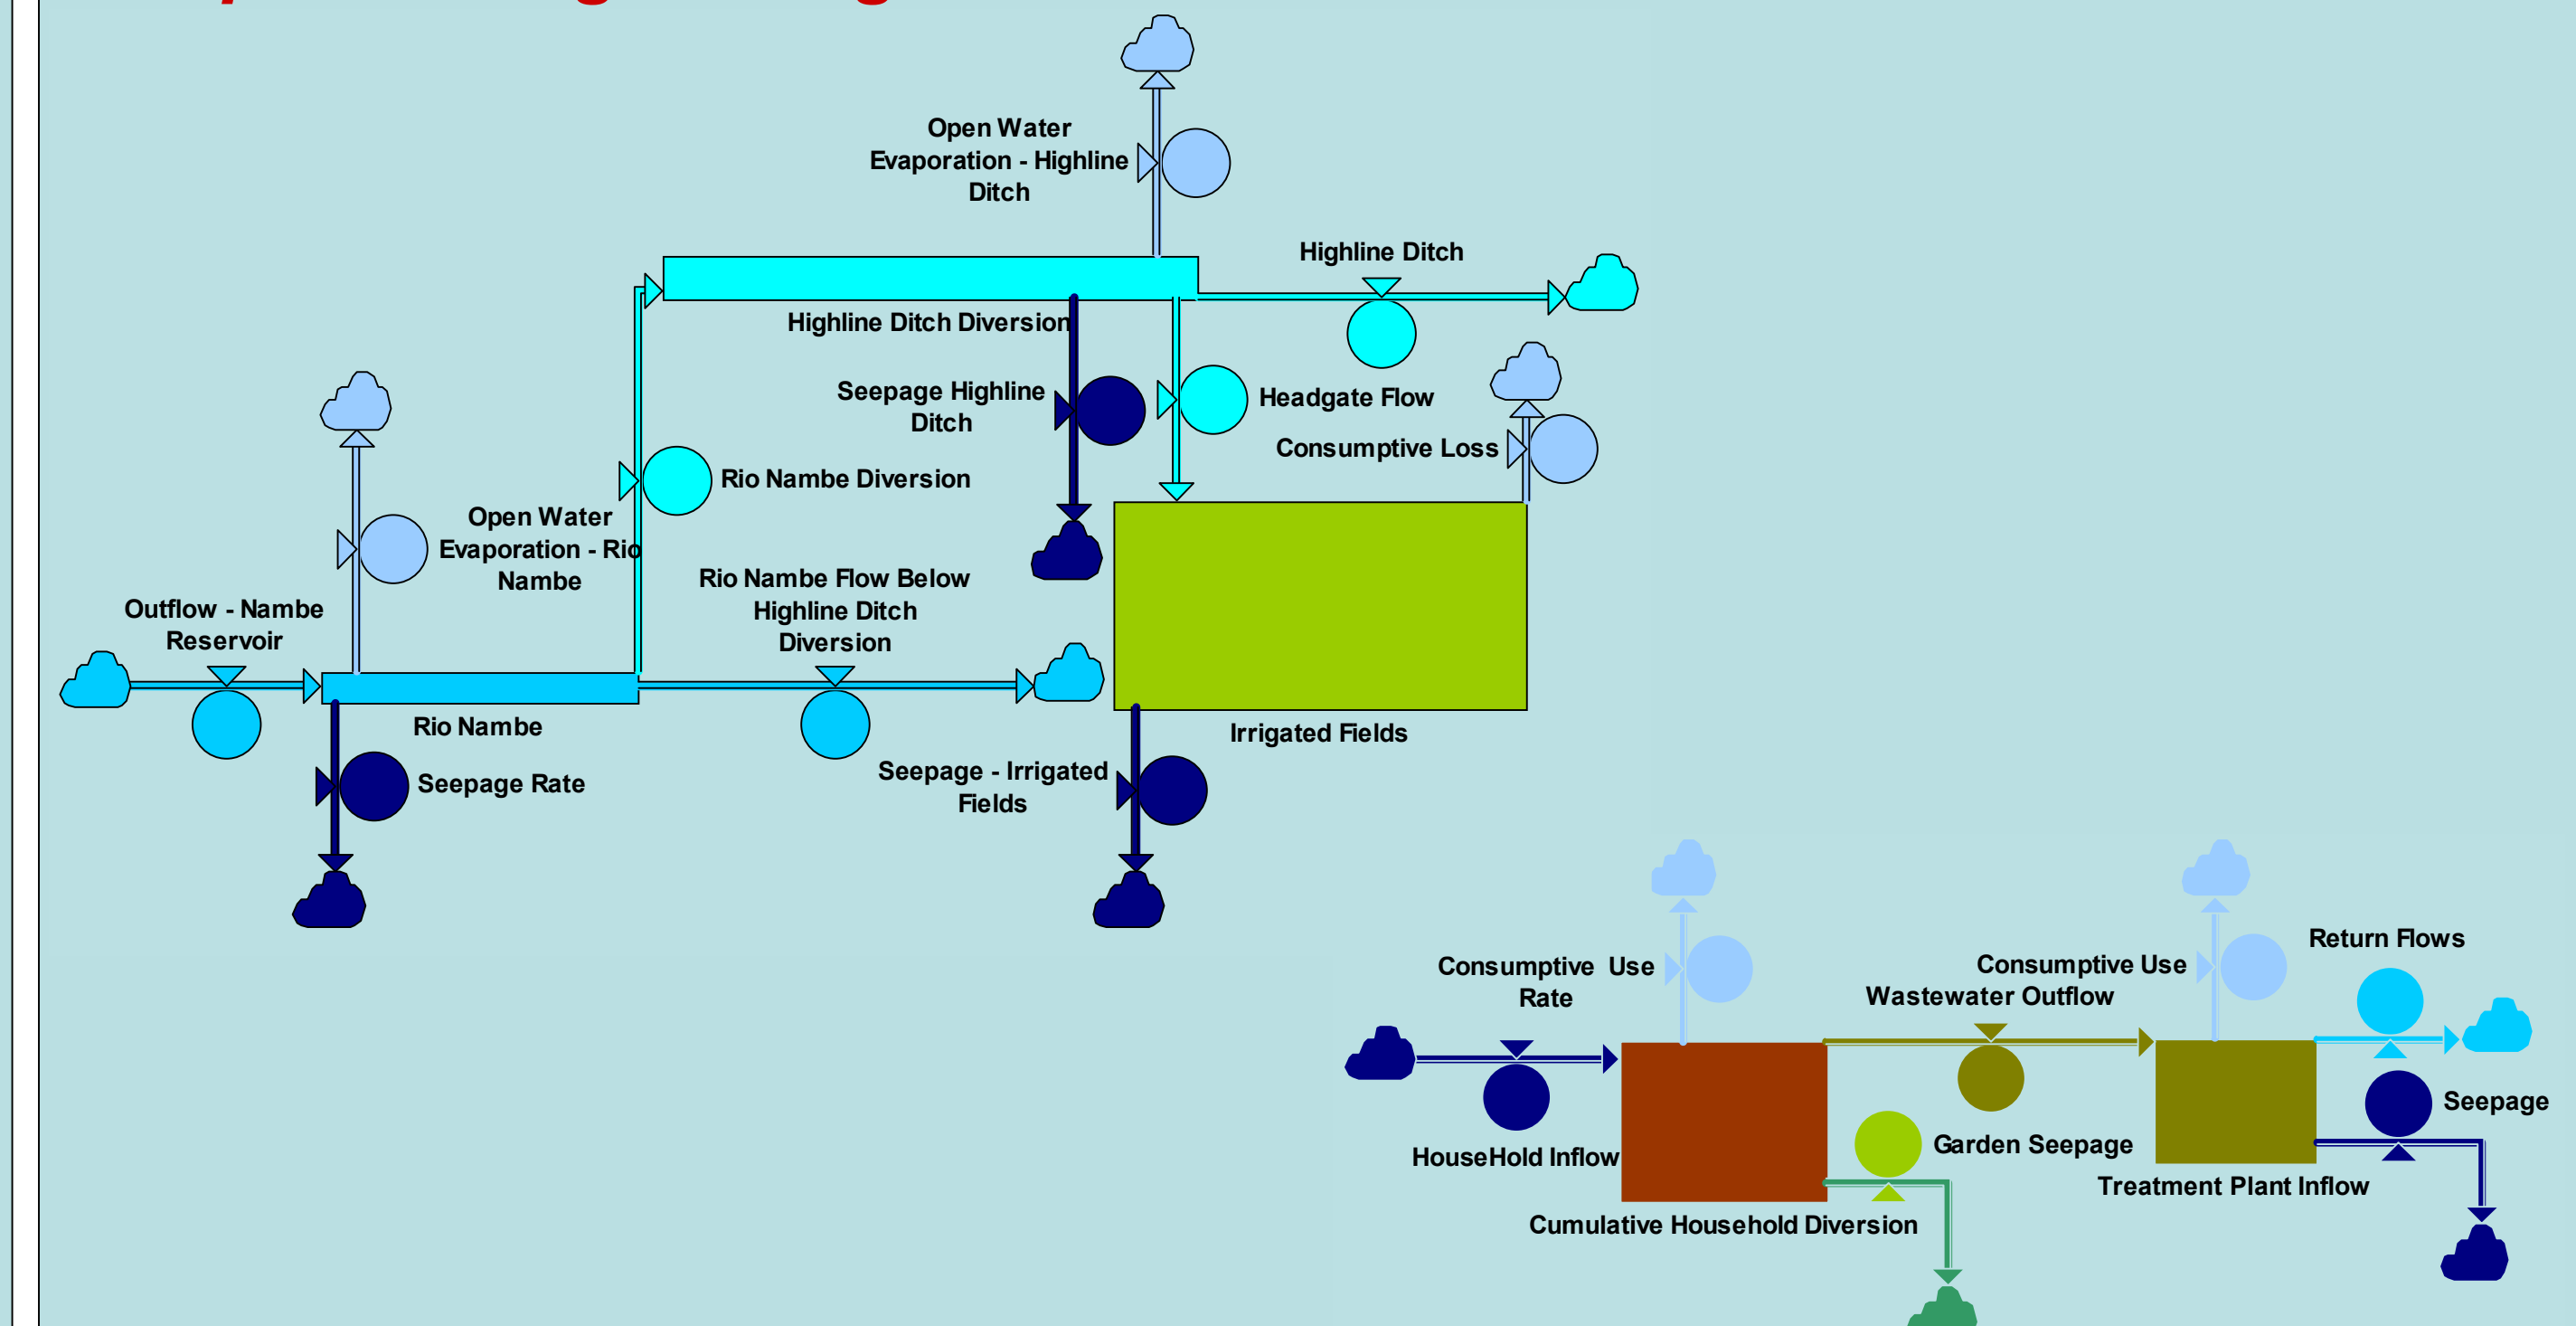 Open Water
Evaporation - Highline
Ditch
Highline Ditch
Highline Ditch Diversion
Seepage Highline
Ditch
Headgate Flow
Consumptive Loss
Rio Nambe Diversion
Open Water
Evaporation - Rio
Nambe
Rio Nambe Flow Below
Highline Ditch
Diversion
Outflow - Nambe
Reservoir
Rio Nambe
Irrigated Fields
Seepage Rate
Seepage - Irrigated
Fields
Consumptive Use
Rate
Consumptive Use
Wastewater Outflow
Return Flows
Seepage
HouseHold Inflow
Garden Seepage
Treatment Plant Inflow
Cumulative Household Diversion